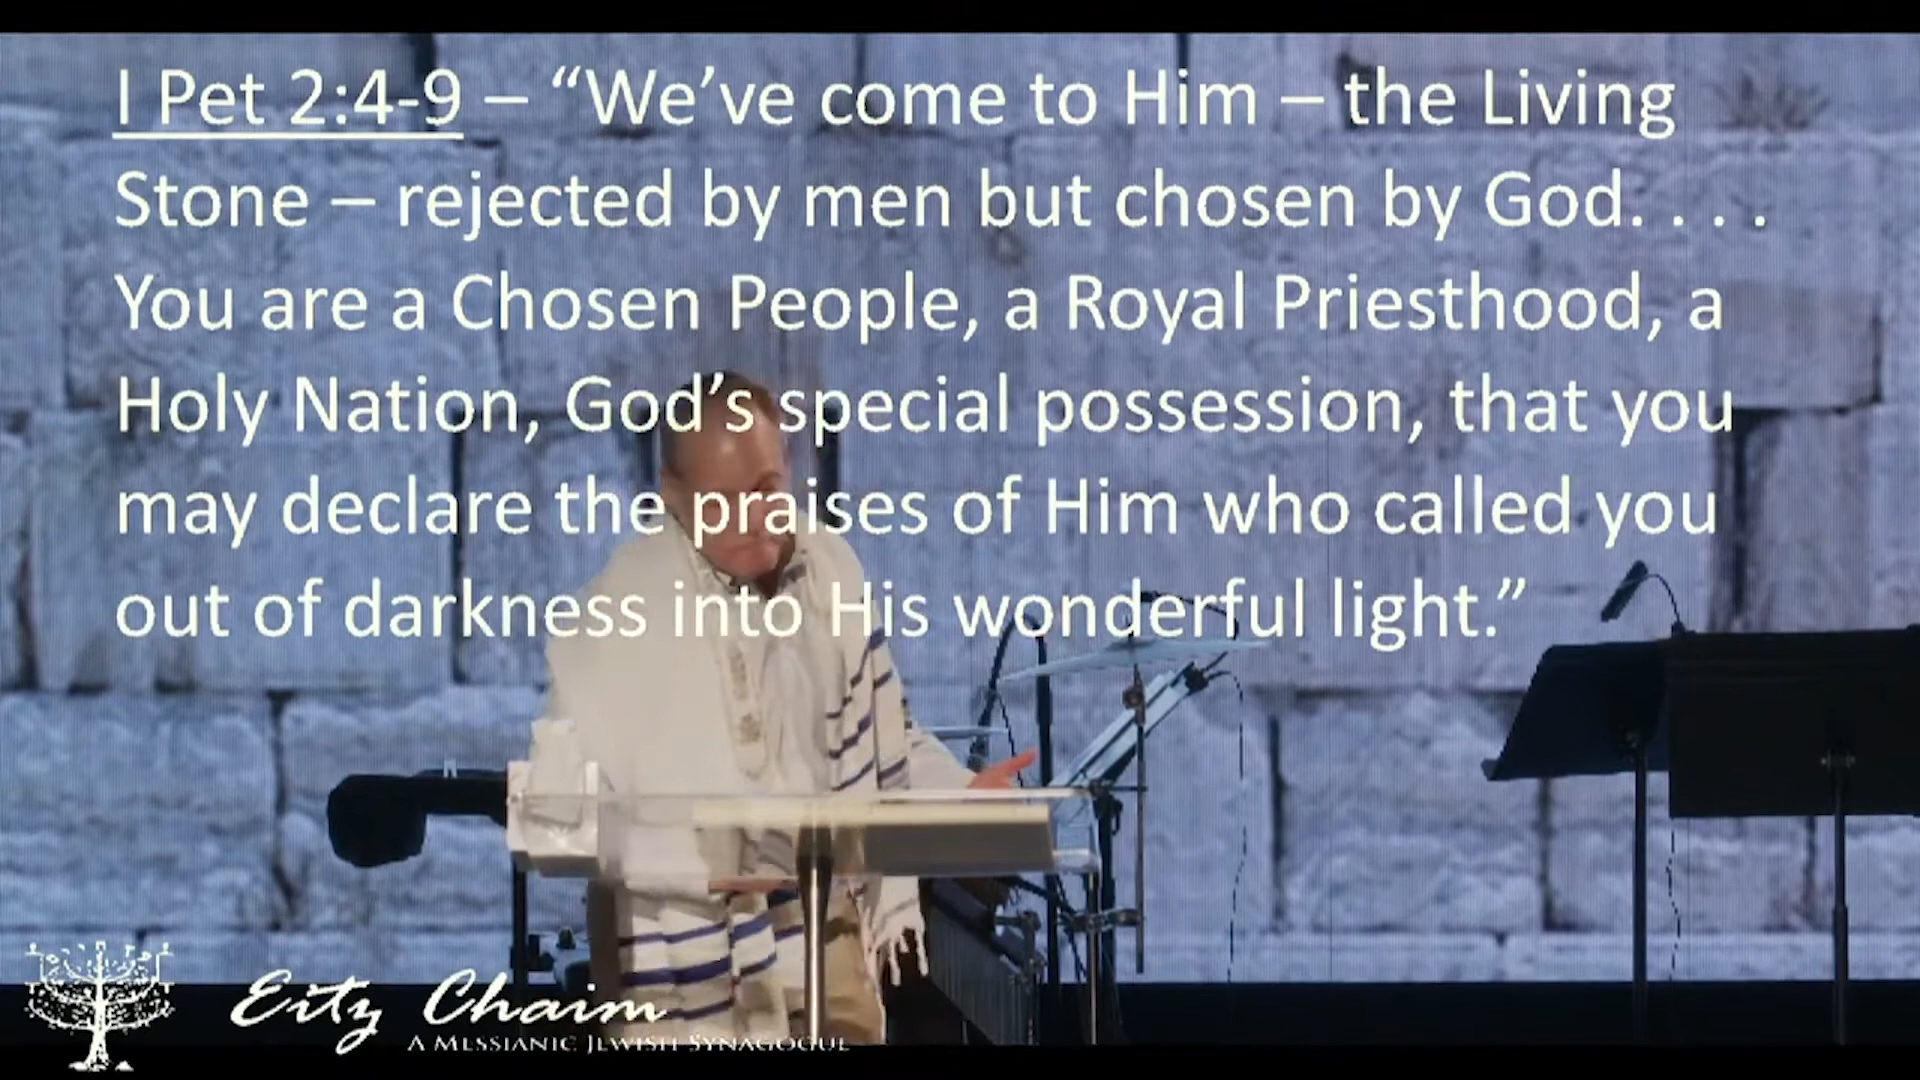 I Pet 2:4-9 – “We’ve come to Him – the Living
Stone – rejected by men but chosen by God. . . .
You are a Chosen People, a Royal Priesthood, a
Holy Nation, God’s special possession, that you
may declare the praises of Him who called you
out of darkness into His wonderful light.”
Eitz Chaim
A Messianic Jewish Synagogue